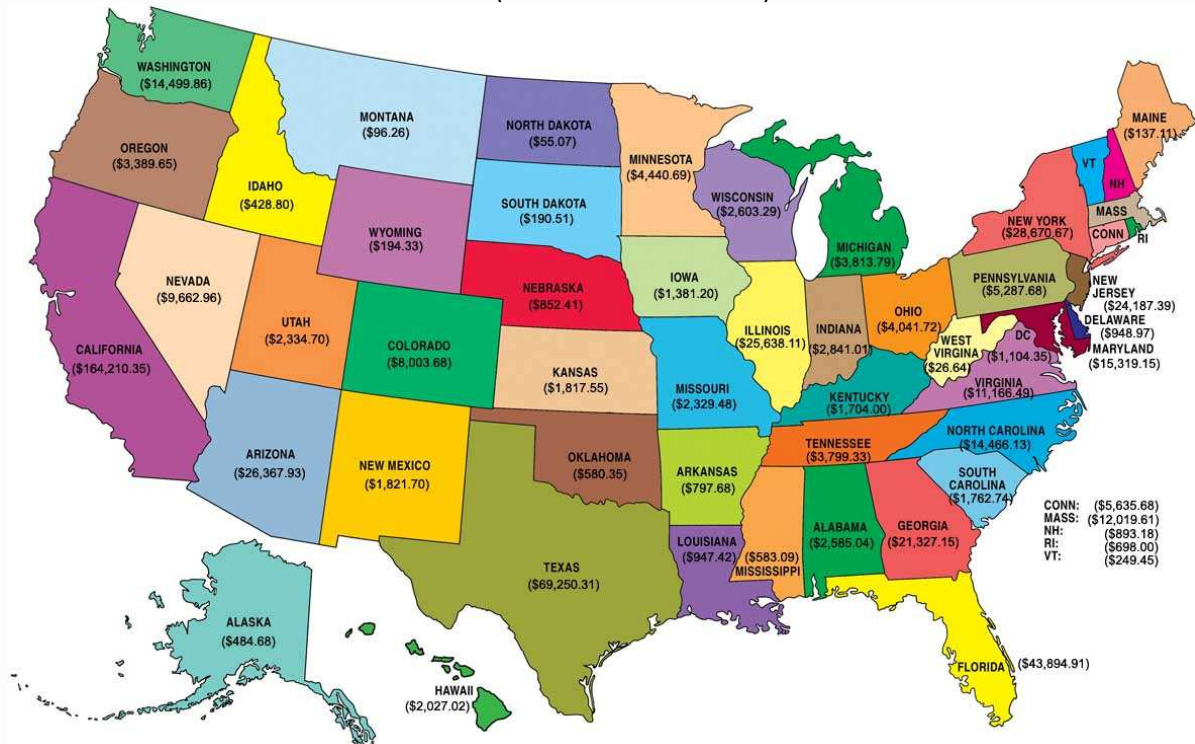 WASHINGTON
($14,499.86)
OREGON
($3,389.65)
CALIFORNIA
($164,210.35)
NEVADA
($9,662.96)
IDAHO
($428.80)
MONTANA
($96.26)
WYOMING
($194.33)
UTAH
($2,334.70)
COLORADO
($8,003.68)
ARIZONA
($26,367.93)
NEW MEXICO
($1,821.70)
NORTH DAKOTA
($55.07)
SOUTH DAKOTA
($190.51)
NEBRASKA
($852.41)
KANSAS
($1,817.55)
OKLAHOMA
($580.35)
TEXAS
($69,250.31)
MINNESOTA
($4,440.69)
IOWA
($1,381.20)
MISSOURI
($2,329.48)
ARKANSAS
($797.68)
LOUISIANA
($947.42)
WISCONSIN
($2,603.29)
ILLINOIS
($25,638.11)
MICHIGAN
($3,813.79)
INDIANA
($2,841.01)
OHIO
($4,041.72)
KENTUCKY
($1,704.00)
TENNESSEE
($3,799.33)
($583.09)
MISSISSIPPI
ALABAMA
($2,585.04)
GEORGIA
($21,327.15)
FLORIDA
($43,894.91)
SOUTH
CAROLINA
($1,762.74)
NORTH CAROLINA
($14,466.13)
VIRGINIA
($11,166.49)
WEST
VIRGINA
($26.64)
DC
($1,104.35)
PENNSYLVANIA
($5,287.68)
NEW YORK
($28,670.67)
MAINE
($137.11)
VT
NH
MASS
CONN
RI
NEW
JERSEY
($24,187.39)
DELAWARE
($948.97)
MARYLAND
($15,319.15)
CONN: ($5,635.68)
MASS: ($12,019.61)
NH: ($893.18)
RI: ($698.00)
VT: ($249.45)
ALASKA
($484.68)
HAWAII
($2,027.02)